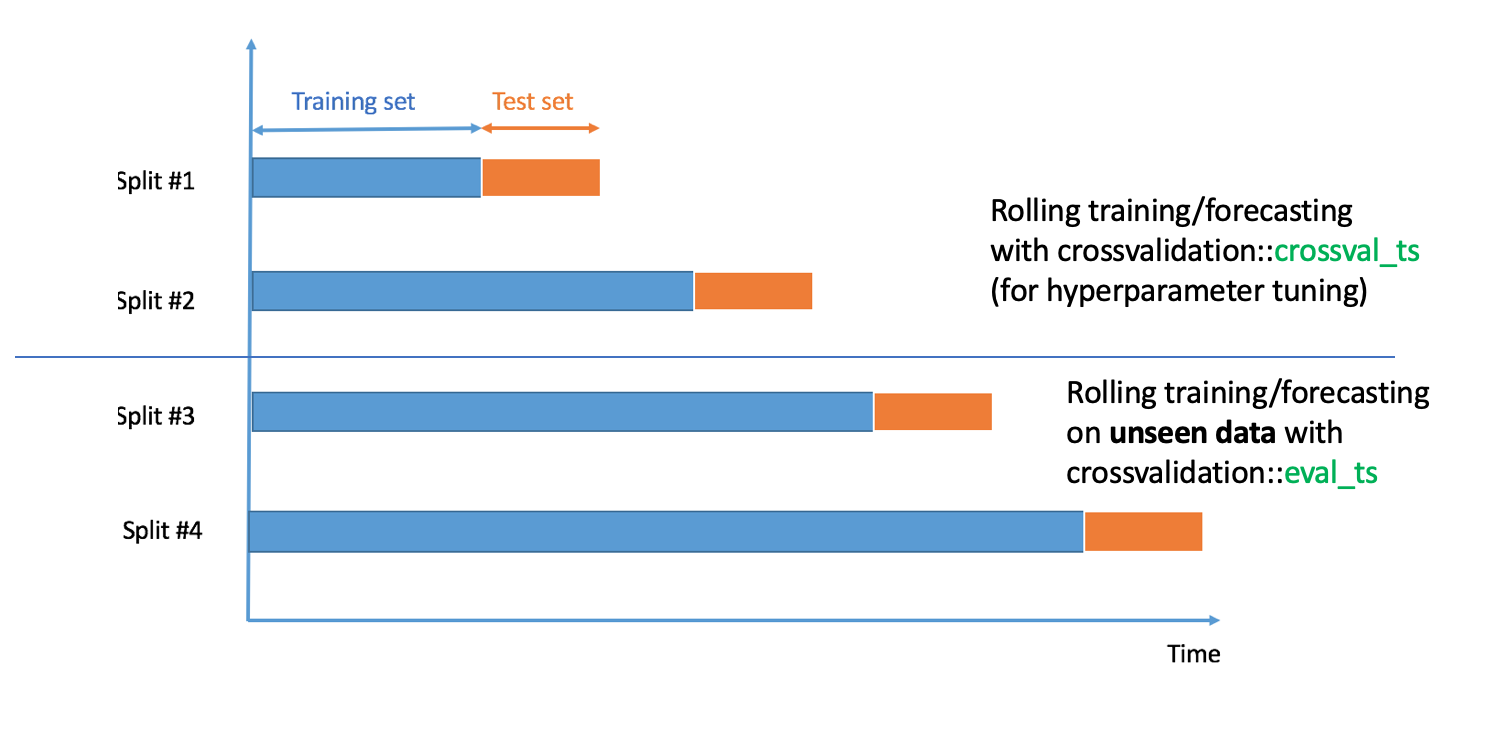 Training set
Test set
Split #1
Rolling training/forecasting
with crossvalidation::crossval_ts
(for hyperparameter tuning)
Split #2
Rolling training/forecasting
on unseen data with
crossvalidation::eval_ts
Split #3
Split #4
Time